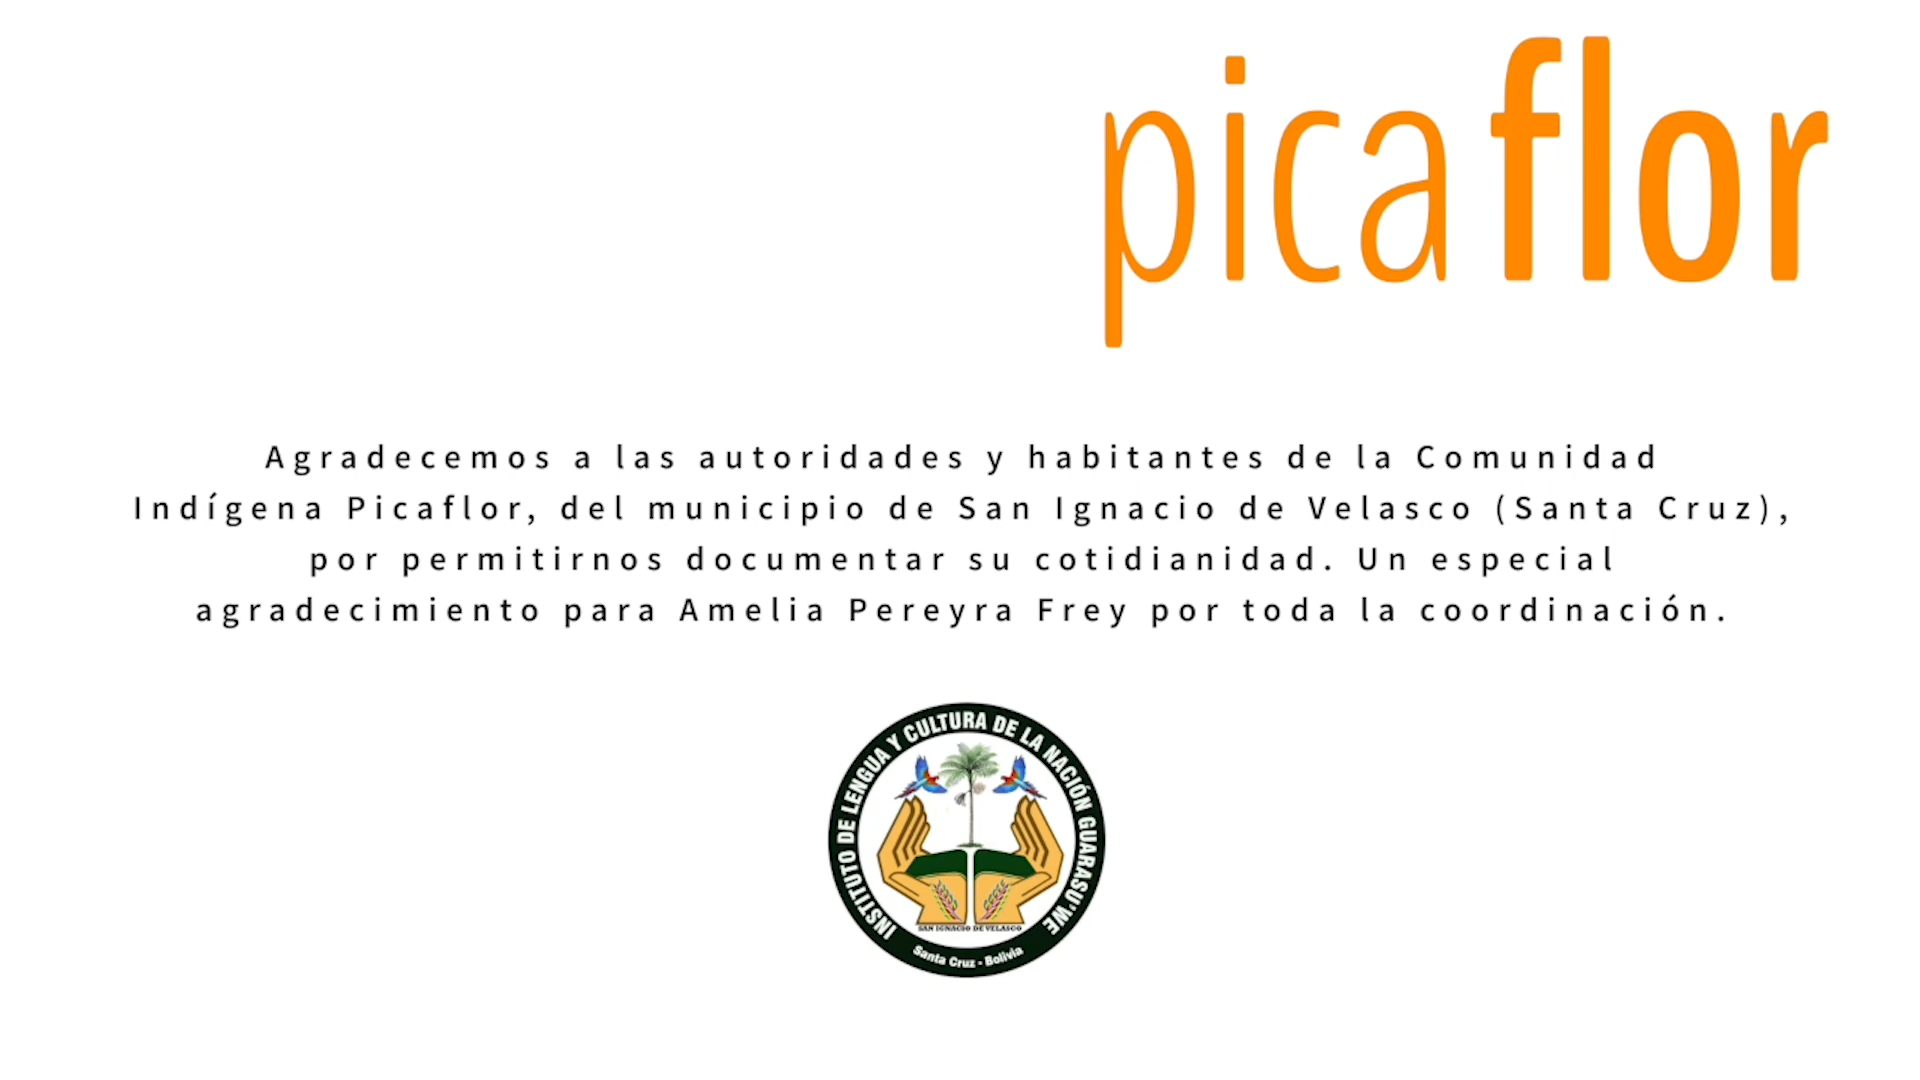 picaflor
Agradecemos a las autoridades y habitantes de la Comunidad
Indígena Picaflor, del municipio de San Ignacio de Velasco (Santa Cruz),
por permitirnos documentar su cotidianidad. Un especial
agradecimiento para Amelia Pereyra Frey por toda la coordinación.
INSTITUTO DE LENGUA Y CULTURA DE LA NACIÓN GUARASU'WE
SAN IGNACIO DE VELASCO
Santa Cruz - Bolivia